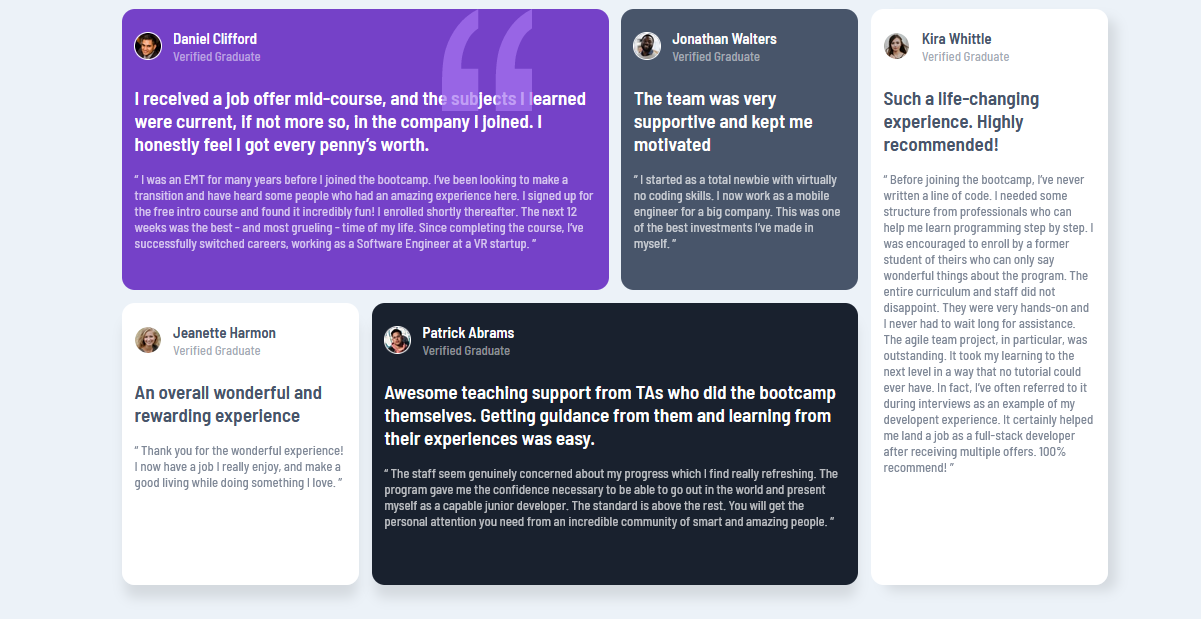 Daniel Clifford
Verified Graduate
I received a job offer mid-course, and the subjects I learned
were current, if not more so, in the company I joined. I
honestly feel I got every penny’s worth.
“ I was an EMT for many years before I joined the bootcamp. I’ve been looking to make a
transition and have heard some people who had an amazing experience here. I signed up for
the free intro course and found it incredibly fun! I enrolled shortly thereafter. The next 12
weeks was the best - and most grueling - time of my life. Since completing the course, I’ve
successfully switched careers, working as a Software Engineer at a VR startup. ”
Jonathan Walters
Verified Graduate
The team was very
supportive and kept me
motivated
“ I started as a total newbie with virtually
no coding skills. I now work as a mobile
engineer for a big company. This was one
of the best investments I’ve made in
myself. ”
Kira Whittle
Verified Graduate
Such a life-changing
experience. Highly
recommended!
“ Before joining the bootcamp, I’ve never
written a line of code. I needed some
structure from professionals who can
help me learn programming step by step. I
was encouraged to enroll by a former
student of theirs who can only say
wonderful things about the program. The
entire curriculum and staff did not
disappoint. They were very hands-on and
I never had to wait long for assistance.
The agile team project, in particular, was
outstanding. It took my learning to the
next level in a way that no tutorial could
ever have. In fact, I’ve often referred to it
during interviews as an example of my
developent experience. It certainly helped
me land a job as a full-stack developer
after receiving multiple offers. 100%
recommend! ”
Jeanette Harmon
Verified Graduate
An overall wonderful and
rewarding experience
“ Thank you for the wonderful experience!
I now have a job I really enjoy, and make a
good living while doing something I love. ”
Patrick Abrams
Verified Graduate
Awesome teaching support from TAs who did the bootcamp
themselves. Getting guidance from them and learning from
their experiences was easy.
“ The staff seem genuinely concerned about my progress which I find really refreshing. The
program gave me the confidence necessary to be able to go out in the world and present
myself as a capable junior developer. The standard is above the rest. You will get the
personal attention you need from an incredible community of smart and amazing people. ”